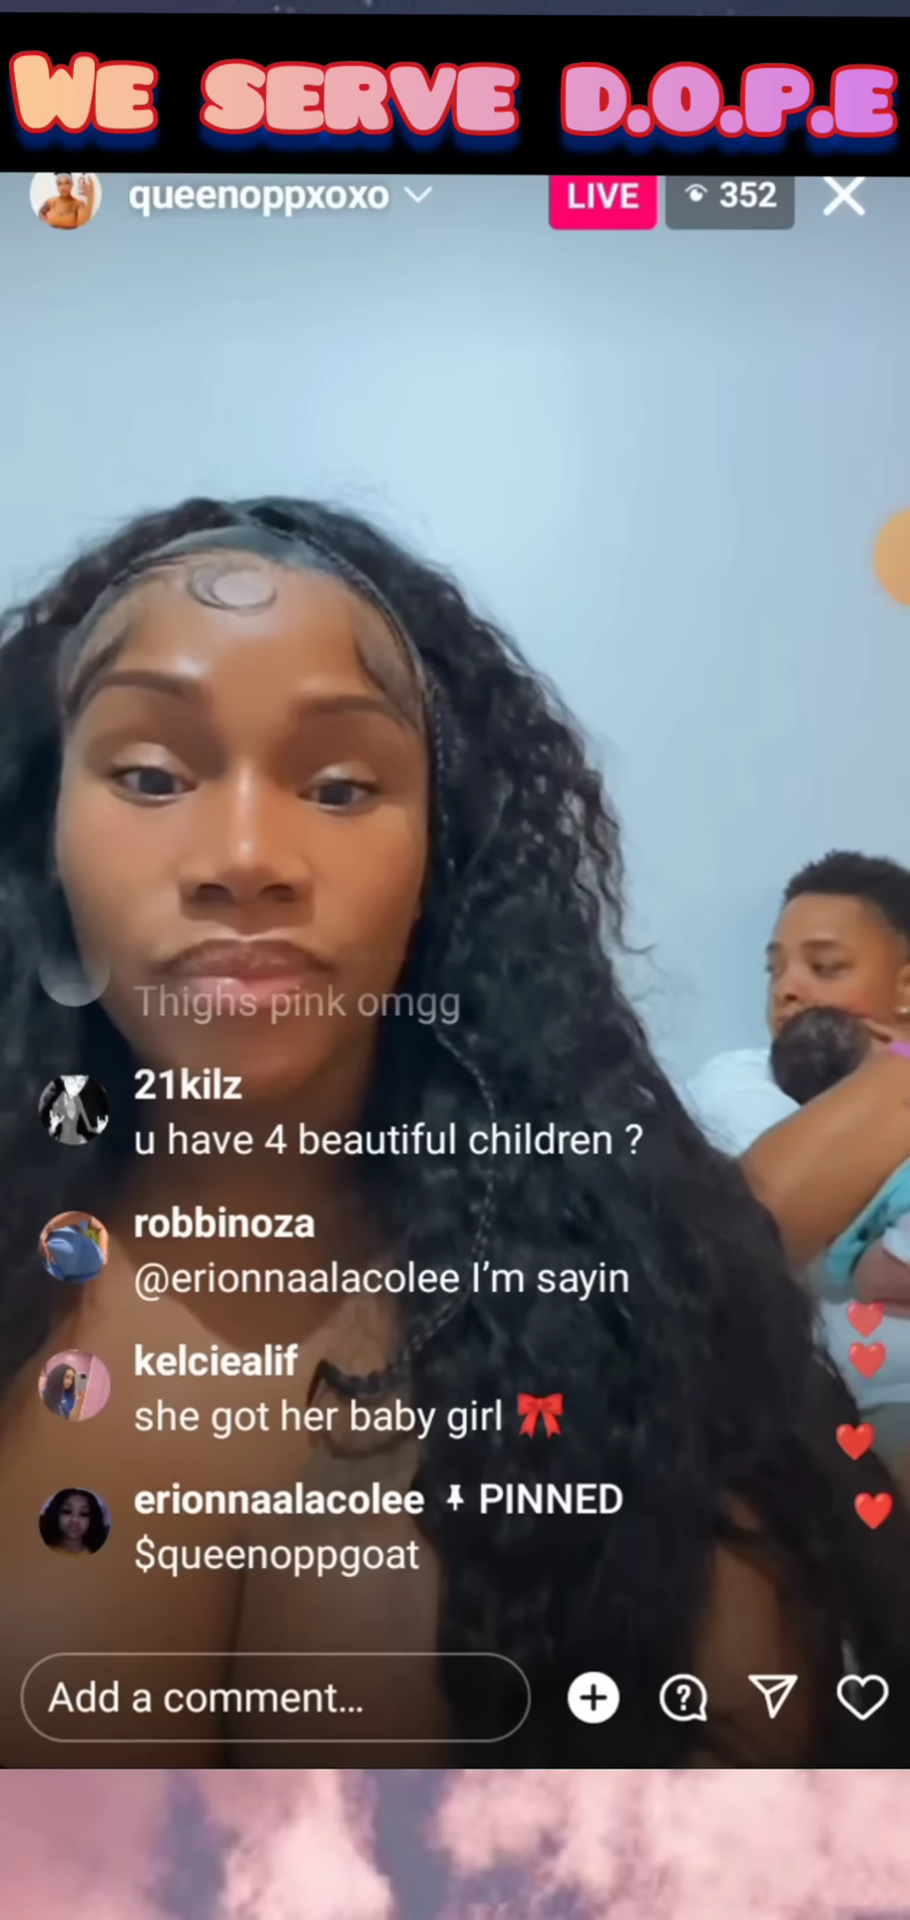 WE SERVE D.O.P.E
queenoppxoxo
LIVE 352
Thighs pink omgg
21kilz
u have 4 beautiful children ?
robbinoza
@erionnaalacolee I'm sayin
kelciealif
she got her baby girl 🎀
erionnaalacolee PINNED
$queenoppgoat
Add a comment...